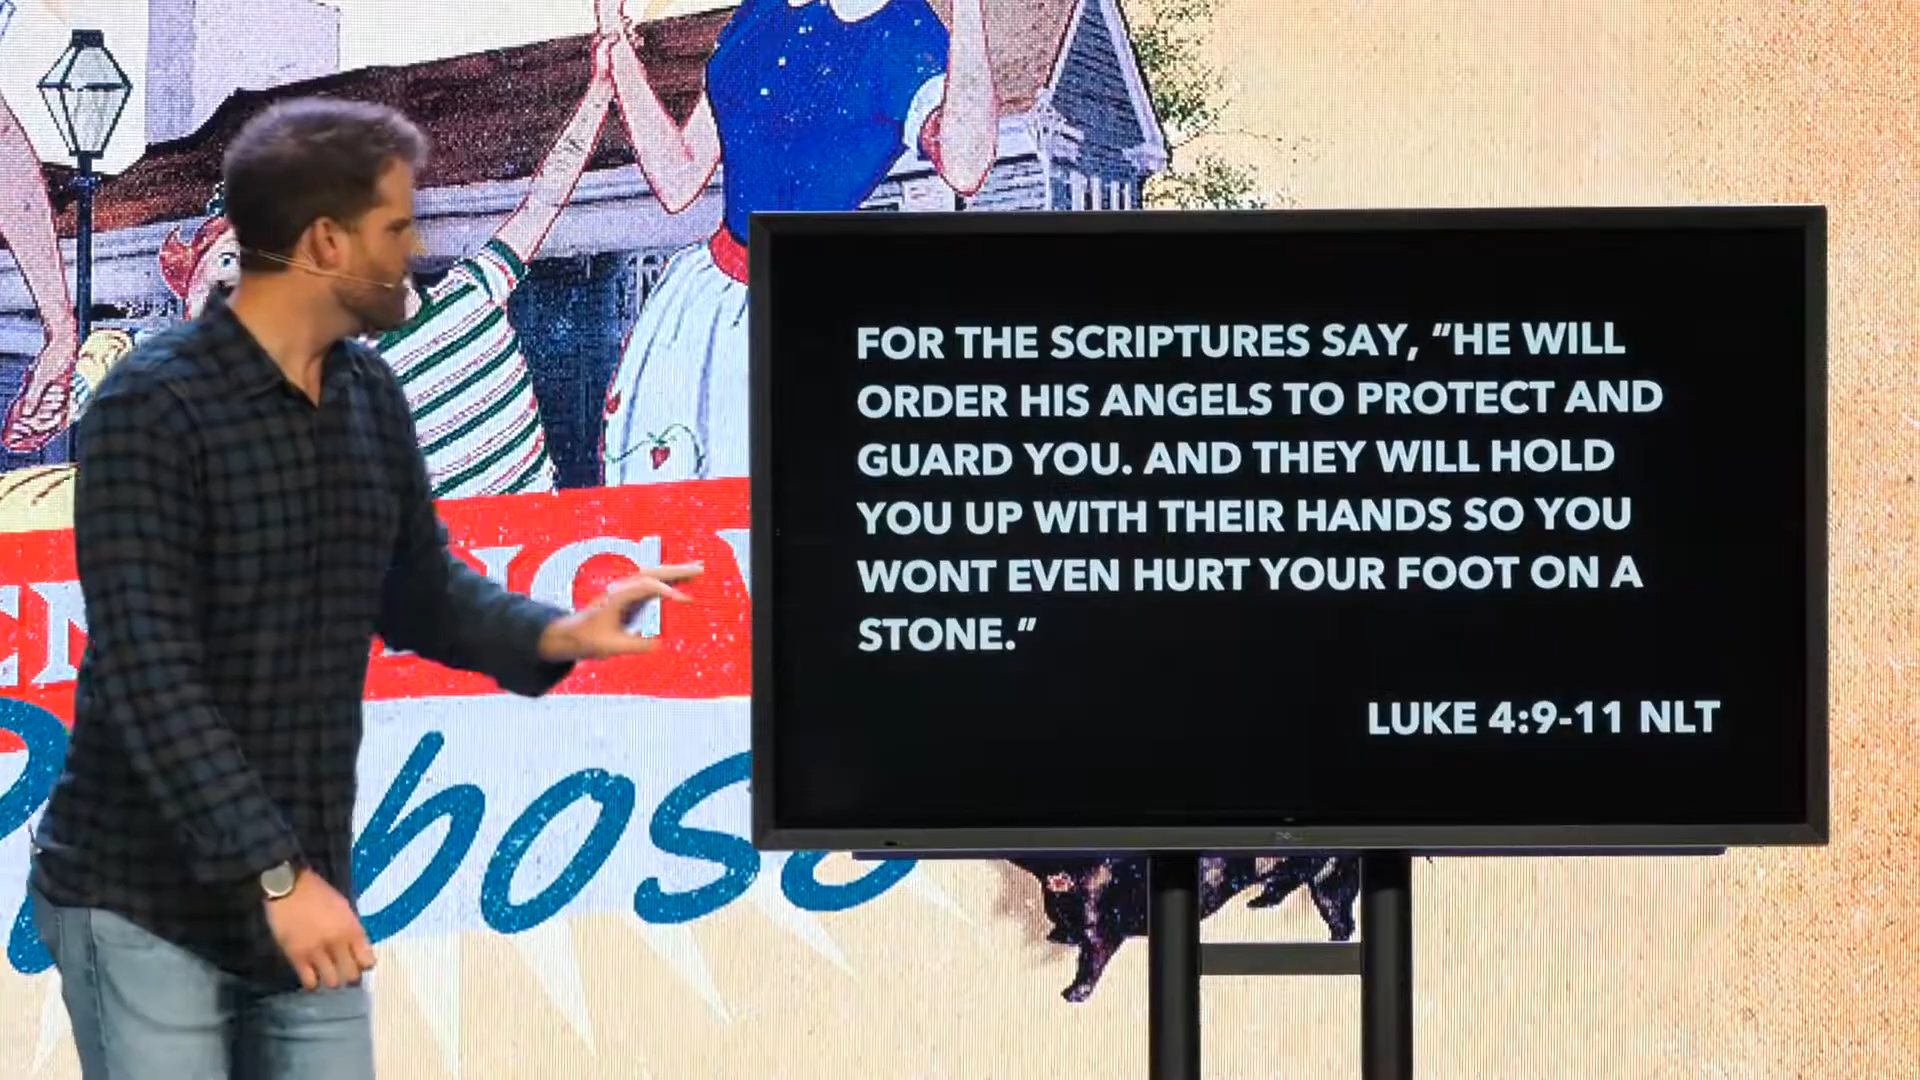 FOR THE SCRIPTURES SAY, "HE WILL
ORDER HIS ANGELS TO PROTECT AND
GUARD YOU. AND THEY WILL HOLD
YOU UP WITH THEIR HANDS SO YOU
WONT EVEN HURT YOUR FOOT ON A
STONE."
LUKE 4:9-11 NLT